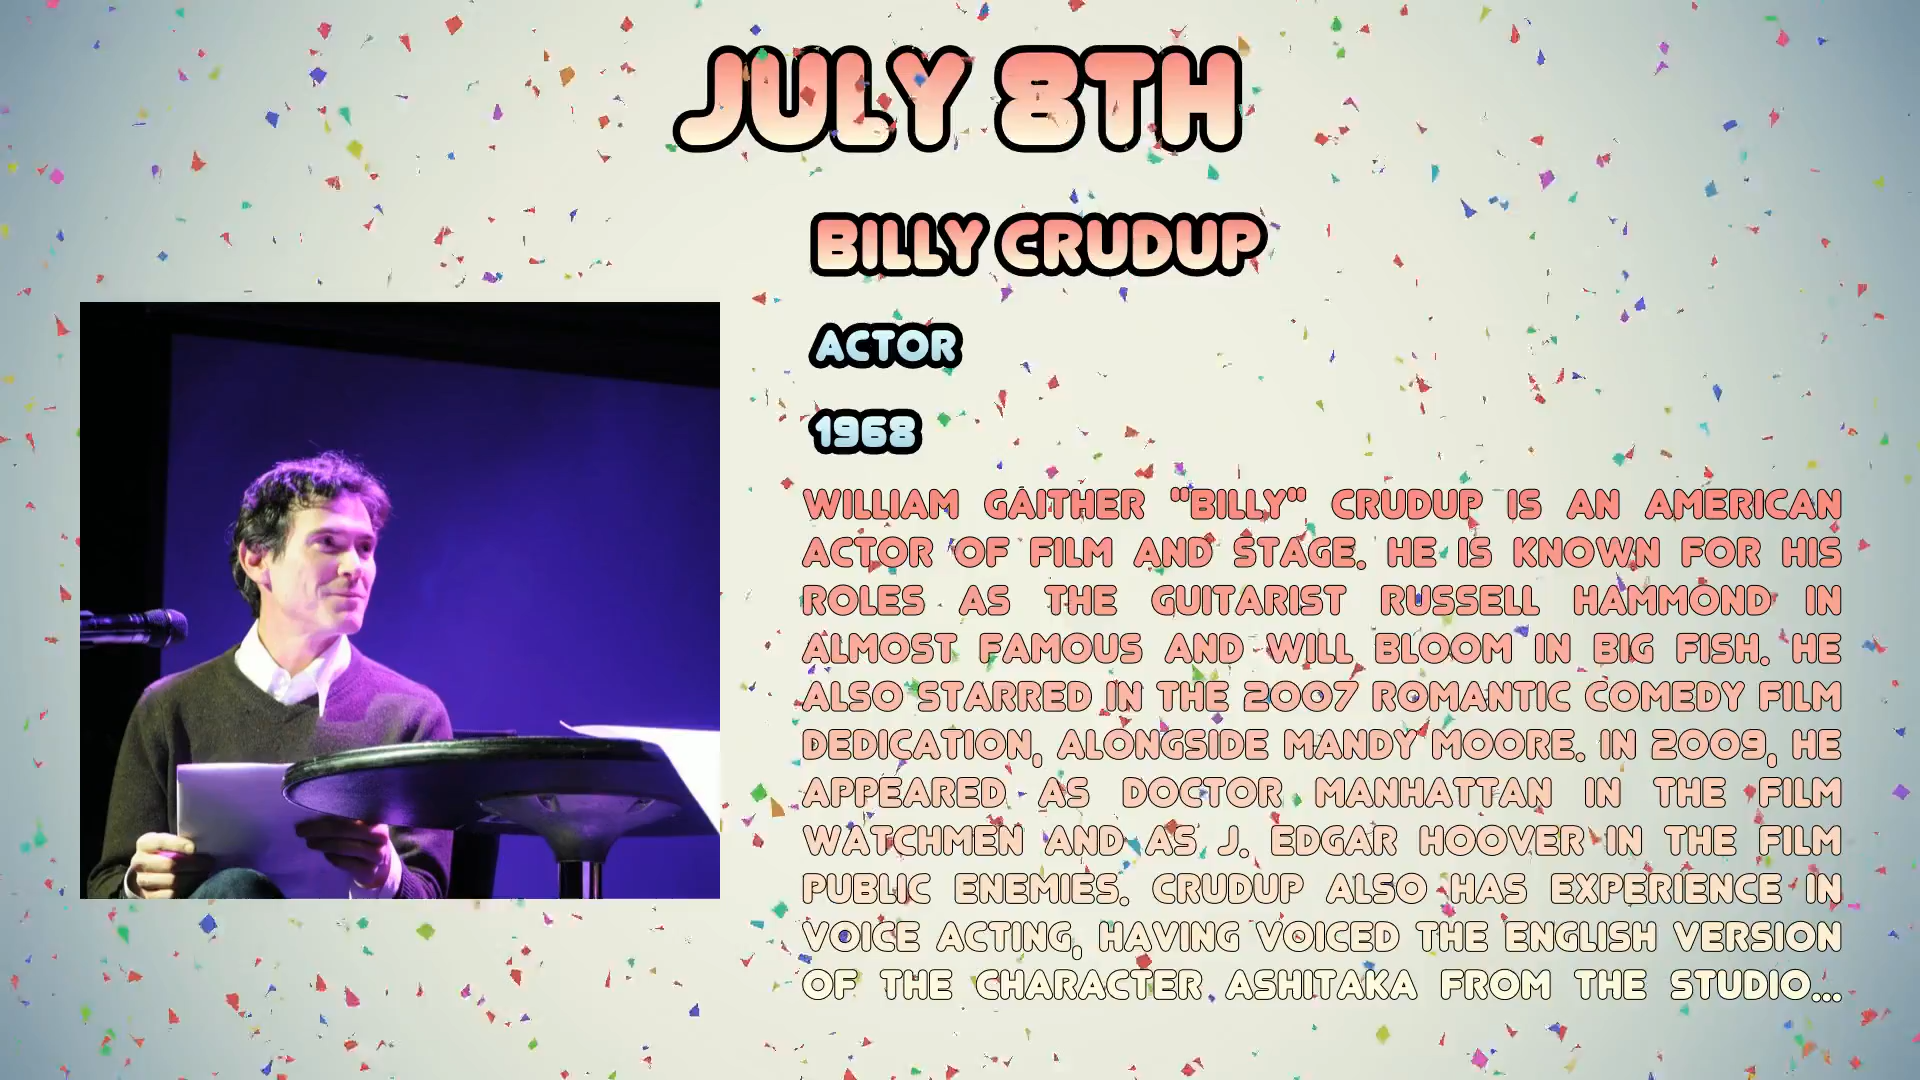 JULY 8TH
BILLY CRUDUP
ACTOR
1968
WILLIAM GAITHER "BILLY" CRUDUP IS AN AMERICAN
ACTOR OF FILM AND STAGE. HE IS KNOWN FOR HIS
ROLES AS THE GUITARIST RUSSELL HAMMOND IN
ALMOST FAMOUS AND WILL BLOOM IN BIG FISH. HE
ALSO STARRED IN THE 2007 ROMANTIC COMEDY FILM
DEDICATION, ALONGSIDE MANDY MOORE. IN 2009, HE
APPEARED AS DOCTOR MANHATTAN IN THE FILM
WATCHMEN AND AS J. EDGAR HOOVER IN THE FILM
PUBLIC ENEMIES. CRUDUP ALSO HAS EXPERIENCE IN
VOICE ACTING, HAVING VOICED THE ENGLISH VERSION
OF THE CHARACTER ASHITAKA FROM THE STUDIO...